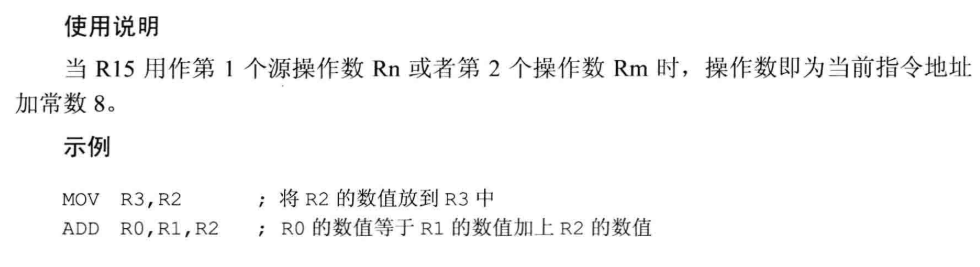 使用说明
当 R15 用作第 1 个源操作数 Rn 或者第 2 个操作数 Rm 时，操作数即为当前指令地址
加常数 8。
示例
MOV R3,R2 ; 将 R2 的数值放到 R3 中
ADD R0,R1,R2 ; R0 的数值等于 R1 的数值加上 R2 的数值